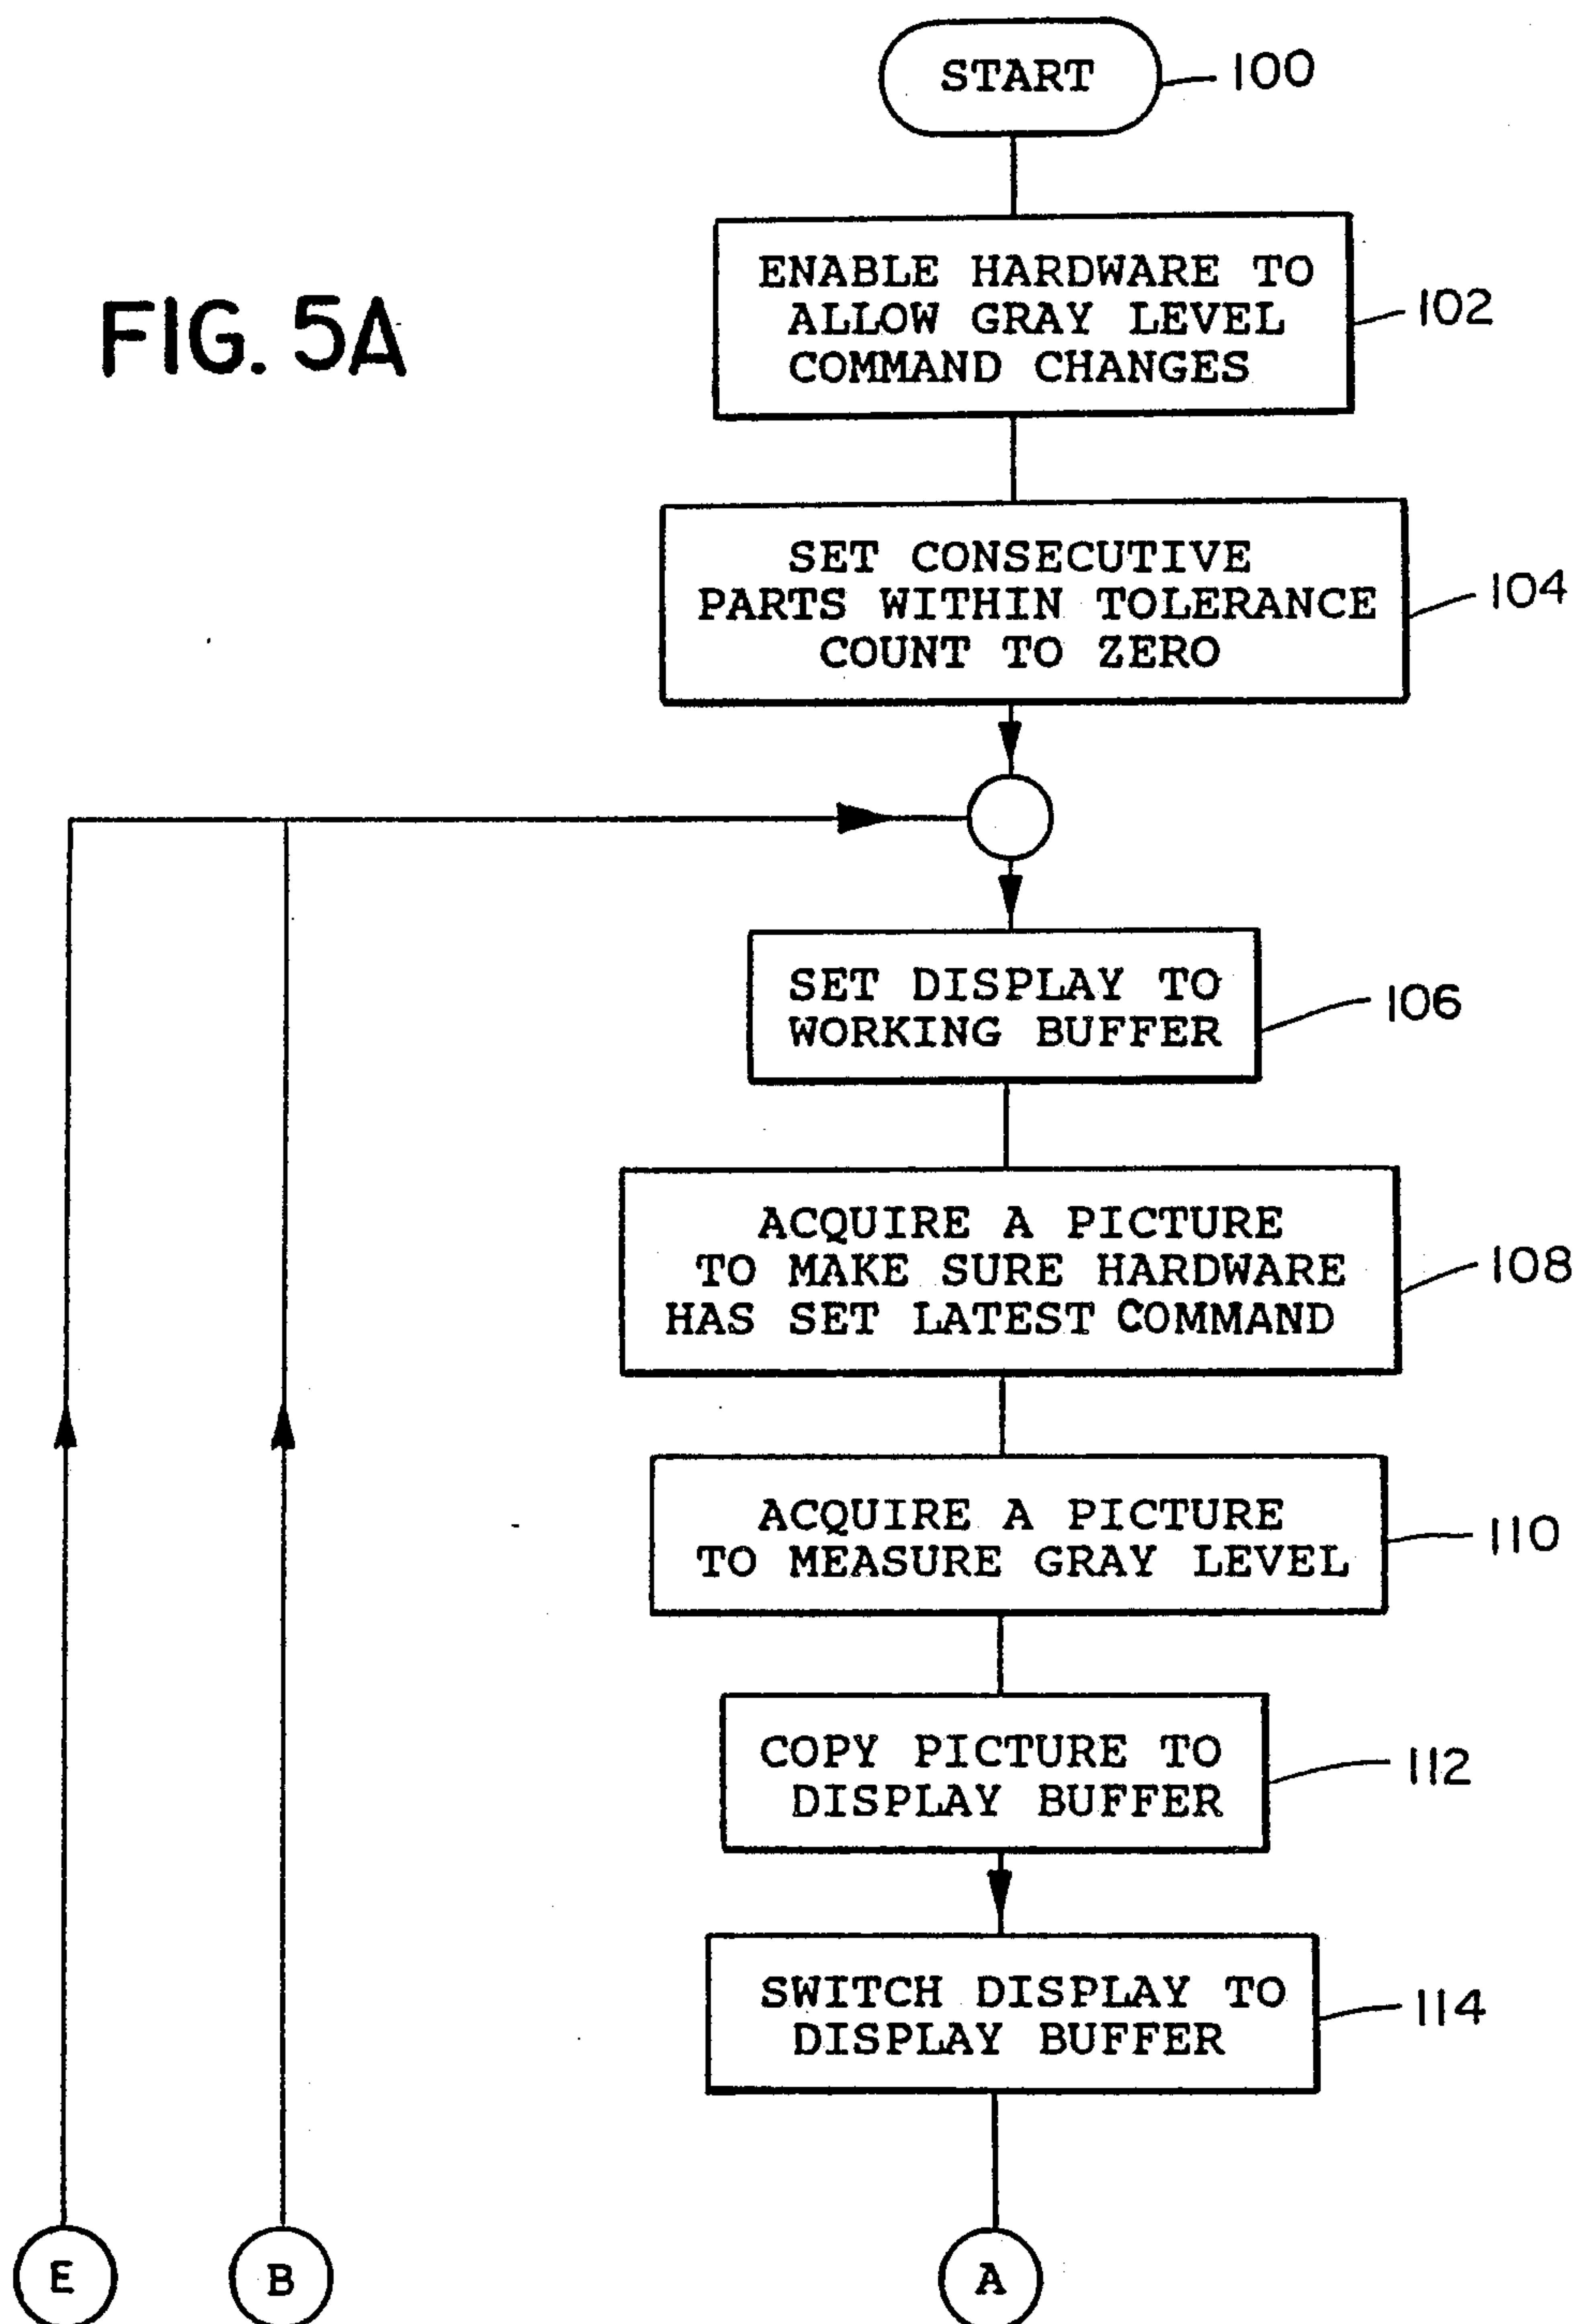 FIG. 5A
START
100
ENABLE HARDWARE TO
ALLOW GRAY LEVEL
COMMAND CHANGES
102
SET CONSECUTIVE
PARTS WITHIN TOLERANCE
COUNT TO ZERO
104
SET DISPLAY TO
WORKING BUFFER
106
ACQUIRE A PICTURE
TO MAKE SURE HARDWARE
HAS SET LATEST COMMAND
108
ACQUIRE A PICTURE
TO MEASURE GRAY LEVEL
110
COPY PICTURE TO
DISPLAY BUFFER
112
SWITCH DISPLAY TO
DISPLAY BUFFER
114
E
B
A